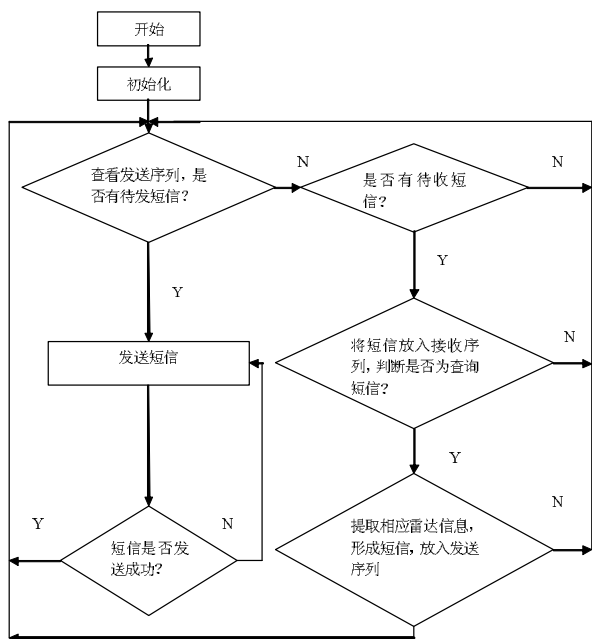 开始
初始化
查看发送序列，是
否有待发短信？
N
是否有待收短
信？
N
Y
Y
发送短信
将短信放入接收序
列，判断是否为查询
短信？
N
Y
Y
短信是否发
送成功？
N
提取相应雷达信息，
形成短信，放入发送
序列
N